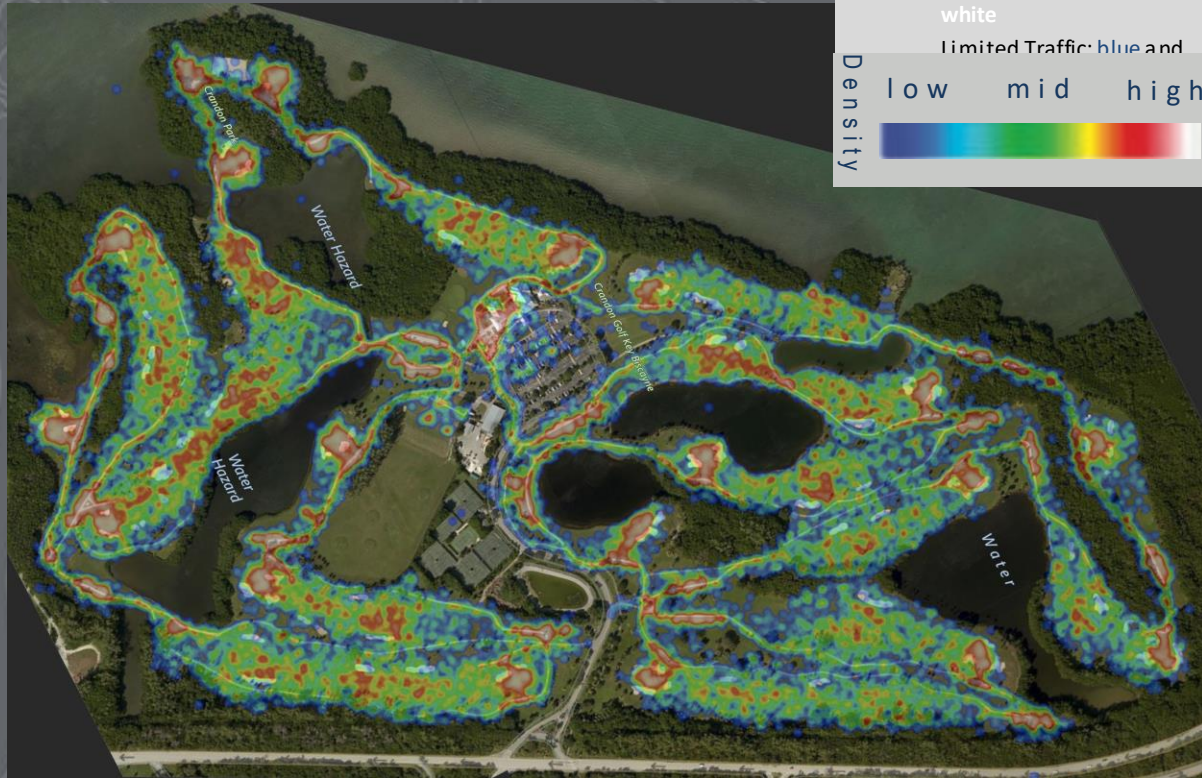 white
Limited Traffic: blue and
Density
low mid high
Crandon Park
Water Hazard
Crandon Golf Key Biscayne
Water
Hazard
Water